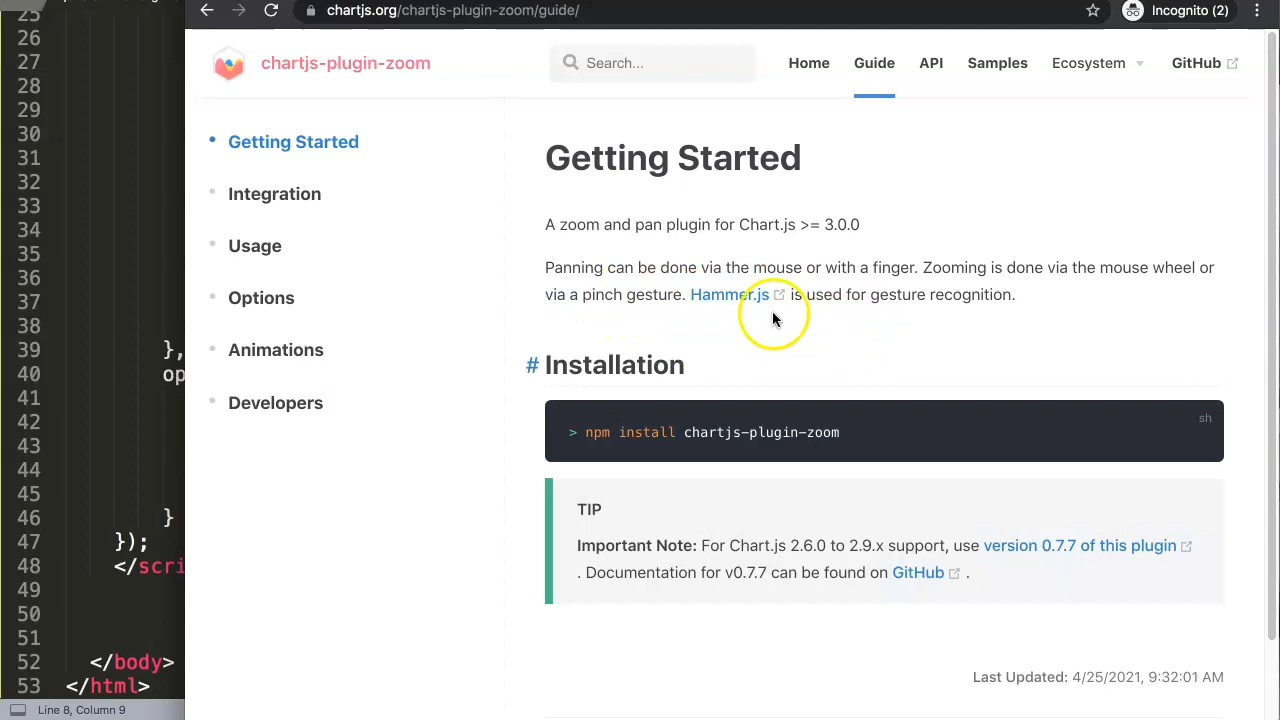 chartjs.org/chartjs-plugin-zoom/guide/
Incognito (2)
chartjs-plugin-zoom
Search...
Home
Guide
API
Samples
Ecosystem
GitHub
Getting Started
Integration
Usage
Options
Animations
Developers
Getting Started
A zoom and pan plugin for Chart.js >= 3.0.0
Panning can be done via the mouse or with a finger. Zooming is done via the mouse wheel or
via a pinch gesture. Hammer.js is used for gesture recognition.
# Installation
sh
> npm install chartjs-plugin-zoom
TIP
Important Note: For Chart.js 2.6.0 to 2.9.x support, use version 0.7.7 of this plugin
. Documentation for v0.7.7 can be found on GitHub .
Last Updated: 4/25/2021, 9:32:01 AM
25
26
27
28
29
30
31
32
33
34
35
36
37
38
39 },
40 op
41
42
43
44
45
46 }
47 });
48 </scri
49
50
51
52 </body>
53 </html>
Line 8, Column 9